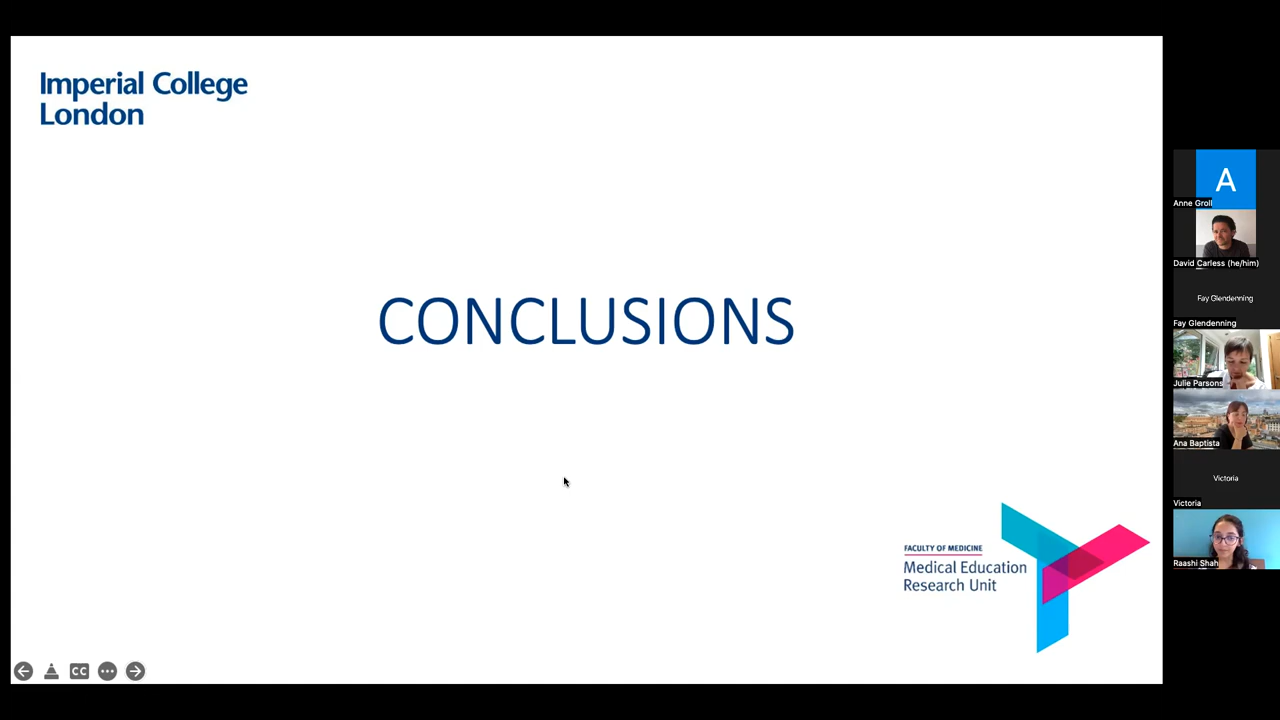 Imperial College
London
CONCLUSIONS
FACULTY OF MEDICINE
Medical Education
Research Unit
CC
A
Anne Groll
David Carless (he/him)
Fay Glendenning
Fay Glendenning
Julie Parsons
Ana Baptista
Victoria
Victoria
Raashi Shah